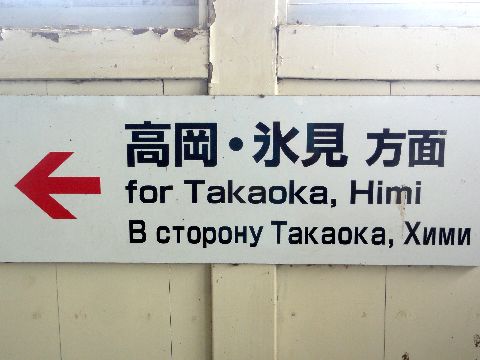 高岡・氷見 方面
for Takaoka, Himi
В сторону Такаока, Хими